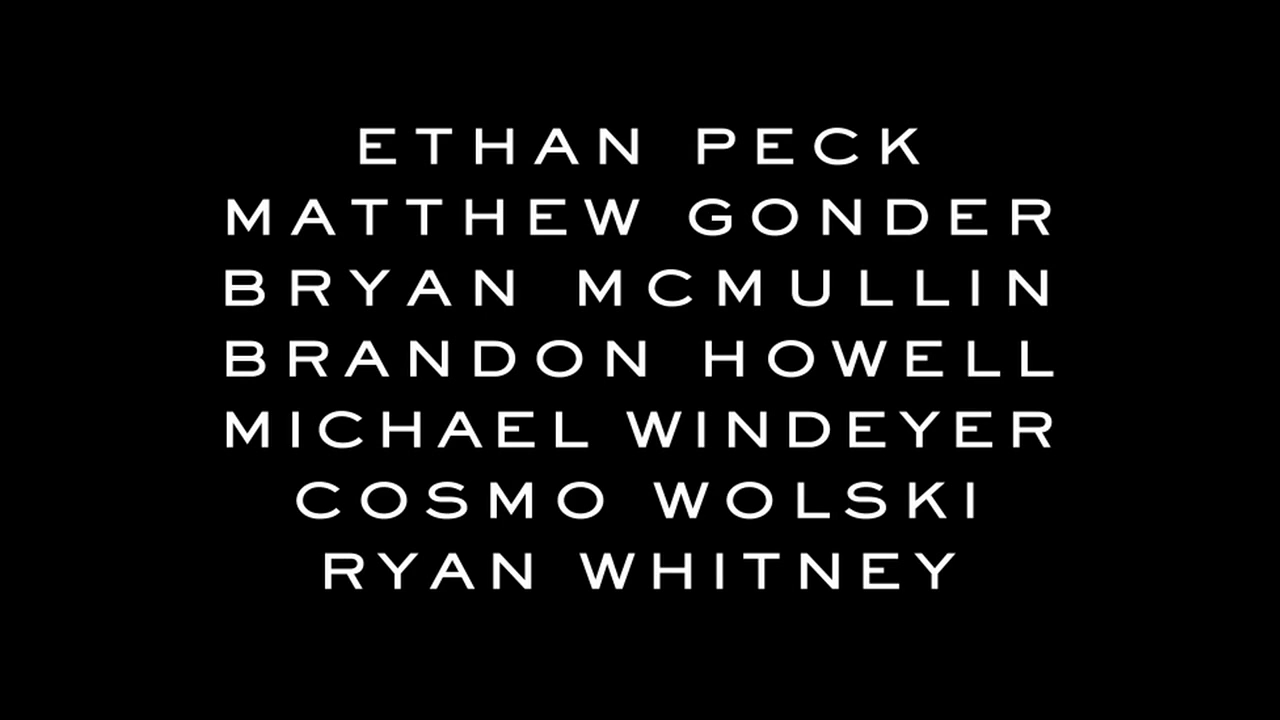 ETHAN PECK
MATTHEW GONDER
BRYAN MCMULLIN
BRANDON HOWELL
MICHAEL WINDEYER
COSMO WOLSKI
RYAN WHITNEY